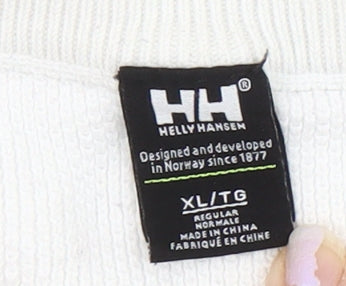 HH®
HELLY HANSEN
Designed and developed
in Norway since 1877
XL/TG
REGULAR
NORMALE
MADE IN CHINA
FABRIQUÉ EN CHINE